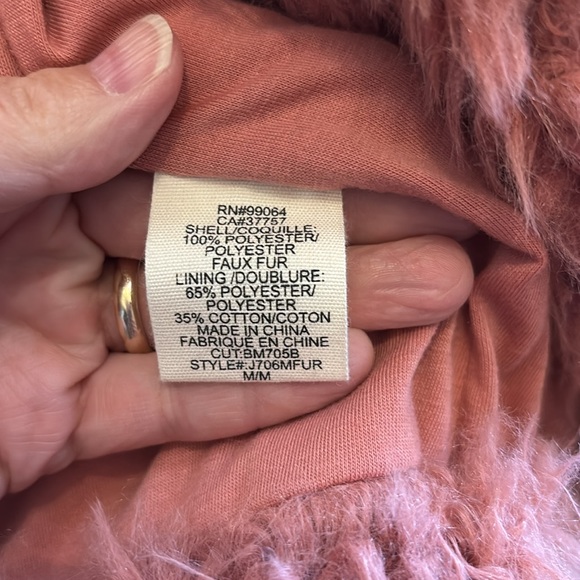 RN#99064
CA#37757
SHELL/COQUILLE:
100% POLYESTER/
POLYESTER
FAUX FUR
LINING /DOUBLURE:
65% POLYESTER/
POLYESTER
35% COTTON/COTON
MADE IN CHINA
FABRIQUÉ EN CHINE
CUT:BM705B
STYLE#:J706MFUR
M/M